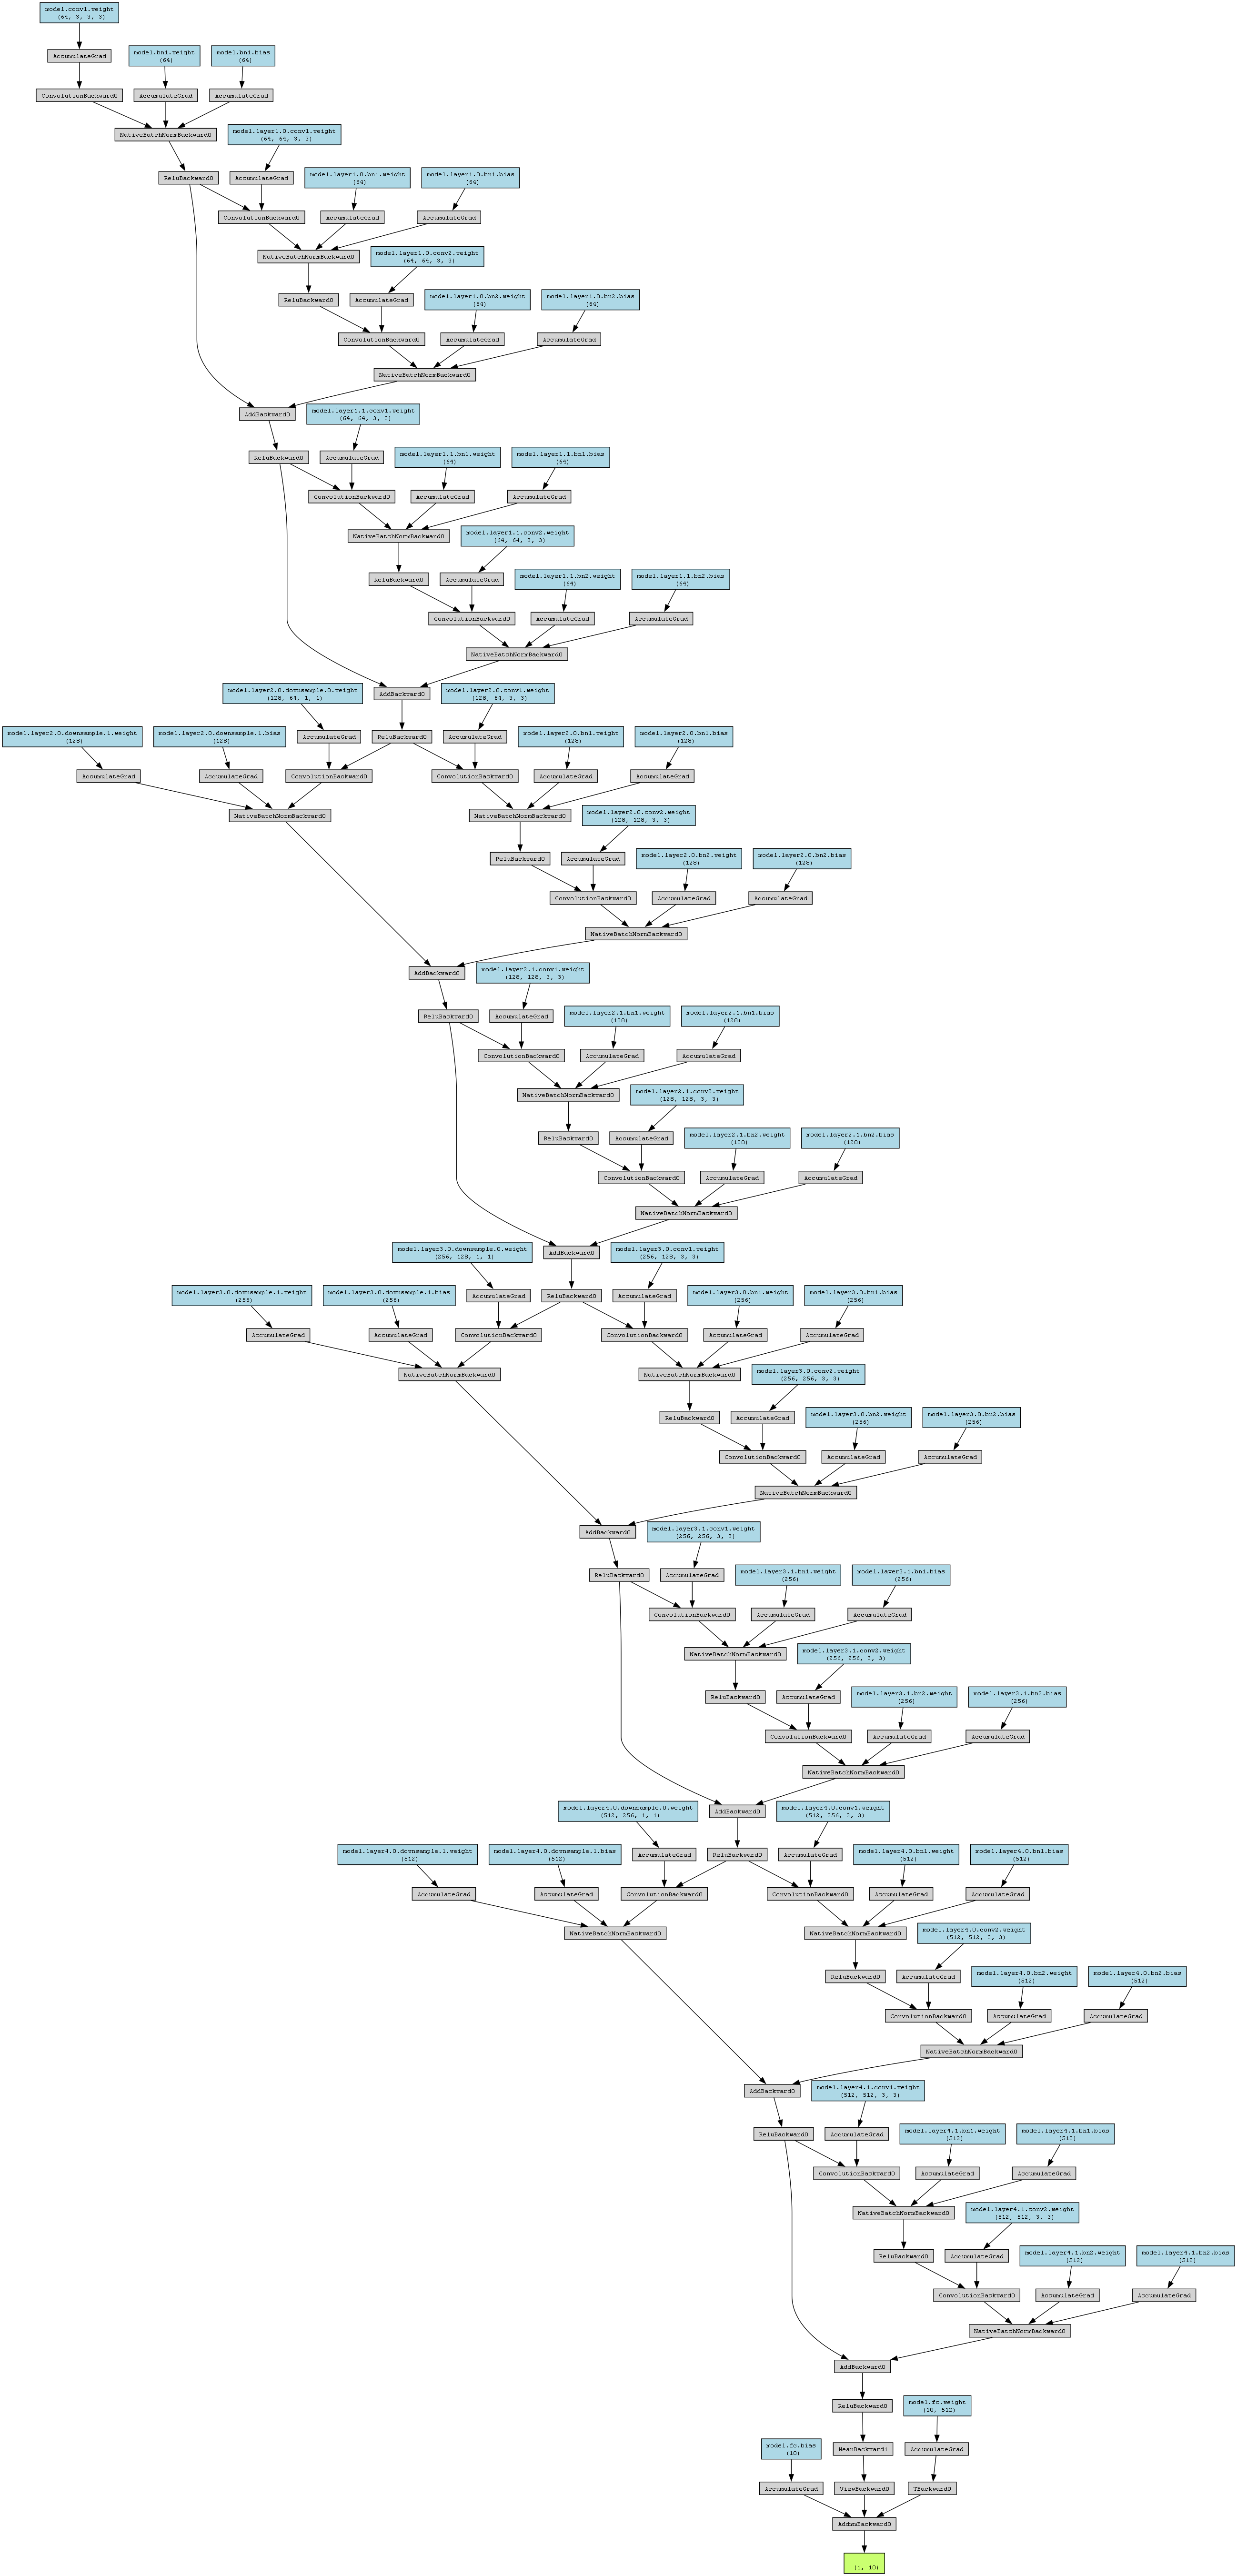 model.conv1.weight
(64, 3, 3, 3)
AccumulateGrad
model.bn1.weight
(64)
model.bn1.bias
(64)
ConvolutionBackward0
AccumulateGrad
AccumulateGrad
NativeBatchNormBackward0
model.layer1.0.conv1.weight
(64, 64, 3, 3)
ReluBackward0
AccumulateGrad
model.layer1.0.bn1.weight
(64)
model.layer1.0.bn1.bias
(64)
ConvolutionBackward0
AccumulateGrad
AccumulateGrad
NativeBatchNormBackward0
model.layer1.0.conv2.weight
(64, 64, 3, 3)
ReluBackward0
AccumulateGrad
model.layer1.0.bn2.weight
(64)
model.layer1.0.bn2.bias
(64)
ConvolutionBackward0
AccumulateGrad
AccumulateGrad
NativeBatchNormBackward0
AddBackward0
model.layer1.1.conv1.weight
(64, 64, 3, 3)
ReluBackward0
AccumulateGrad
model.layer1.1.bn1.weight
(64)
model.layer1.1.bn1.bias
(64)
ConvolutionBackward0
AccumulateGrad
AccumulateGrad
NativeBatchNormBackward0
model.layer1.1.conv2.weight
(64, 64, 3, 3)
ReluBackward0
AccumulateGrad
model.layer1.1.bn2.weight
(64)
model.layer1.1.bn2.bias
(64)
ConvolutionBackward0
AccumulateGrad
AccumulateGrad
NativeBatchNormBackward0
model.layer2.0.downsample.0.weight
(128, 64, 1, 1)
AddBackward0
model.layer2.0.conv1.weight
(128, 64, 3, 3)
model.layer2.0.downsample.1.weight
(128)
model.layer2.0.downsample.1.bias
(128)
AccumulateGrad
ReluBackward0
AccumulateGrad
model.layer2.0.bn1.weight
(128)
model.layer2.0.bn1.bias
(128)
AccumulateGrad
AccumulateGrad
ConvolutionBackward0
ConvolutionBackward0
AccumulateGrad
AccumulateGrad
NativeBatchNormBackward0
NativeBatchNormBackward0
model.layer2.0.conv2.weight
(128, 128, 3, 3)
ReluBackward0
AccumulateGrad
model.layer2.0.bn2.weight
(128)
model.layer2.0.bn2.bias
(128)
ConvolutionBackward0
AccumulateGrad
AccumulateGrad
NativeBatchNormBackward0
AddBackward0
model.layer2.1.conv1.weight
(128, 128, 3, 3)
ReluBackward0
AccumulateGrad
model.layer2.1.bn1.weight
(128)
model.layer2.1.bn1.bias
(128)
ConvolutionBackward0
AccumulateGrad
AccumulateGrad
NativeBatchNormBackward0
model.layer2.1.conv2.weight
(128, 128, 3, 3)
ReluBackward0
AccumulateGrad
model.layer2.1.bn2.weight
(128)
model.layer2.1.bn2.bias
(128)
ConvolutionBackward0
AccumulateGrad
AccumulateGrad
NativeBatchNormBackward0
model.layer3.0.downsample.0.weight
(256, 128, 1, 1)
AddBackward0
model.layer3.0.conv1.weight
(256, 128, 3, 3)
model.layer3.0.downsample.1.weight
(256)
model.layer3.0.downsample.1.bias
(256)
AccumulateGrad
ReluBackward0
AccumulateGrad
model.layer3.0.bn1.weight
(256)
model.layer3.0.bn1.bias
(256)
AccumulateGrad
AccumulateGrad
ConvolutionBackward0
ConvolutionBackward0
AccumulateGrad
AccumulateGrad
NativeBatchNormBackward0
NativeBatchNormBackward0
model.layer3.0.conv2.weight
(256, 256, 3, 3)
ReluBackward0
AccumulateGrad
model.layer3.0.bn2.weight
(256)
model.layer3.0.bn2.bias
(256)
ConvolutionBackward0
AccumulateGrad
AccumulateGrad
NativeBatchNormBackward0
AddBackward0
model.layer3.1.conv1.weight
(256, 256, 3, 3)
ReluBackward0
AccumulateGrad
model.layer3.1.bn1.weight
(256)
model.layer3.1.bn1.bias
(256)
ConvolutionBackward0
AccumulateGrad
AccumulateGrad
NativeBatchNormBackward0
model.layer3.1.conv2.weight
(256, 256, 3, 3)
ReluBackward0
AccumulateGrad
model.layer3.1.bn2.weight
(256)
model.layer3.1.bn2.bias
(256)
ConvolutionBackward0
AccumulateGrad
AccumulateGrad
NativeBatchNormBackward0
model.layer4.0.downsample.0.weight
(512, 256, 1, 1)
AddBackward0
model.layer4.0.conv1.weight
(512, 256, 3, 3)
model.layer4.0.downsample.1.weight
(512)
model.layer4.0.downsample.1.bias
(512)
AccumulateGrad
ReluBackward0
AccumulateGrad
model.layer4.0.bn1.weight
(512)
model.layer4.0.bn1.bias
(512)
AccumulateGrad
AccumulateGrad
ConvolutionBackward0
ConvolutionBackward0
AccumulateGrad
AccumulateGrad
NativeBatchNormBackward0
NativeBatchNormBackward0
model.layer4.0.conv2.weight
(512, 512, 3, 3)
ReluBackward0
AccumulateGrad
model.layer4.0.bn2.weight
(512)
model.layer4.0.bn2.bias
(512)
ConvolutionBackward0
AccumulateGrad
AccumulateGrad
NativeBatchNormBackward0
AddBackward0
model.layer4.1.conv1.weight
(512, 512, 3, 3)
ReluBackward0
AccumulateGrad
model.layer4.1.bn1.weight
(512)
model.layer4.1.bn1.bias
(512)
ConvolutionBackward0
AccumulateGrad
AccumulateGrad
NativeBatchNormBackward0
model.layer4.1.conv2.weight
(512, 512, 3, 3)
ReluBackward0
AccumulateGrad
model.layer4.1.bn2.weight
(512)
model.layer4.1.bn2.bias
(512)
ConvolutionBackward0
AccumulateGrad
AccumulateGrad
NativeBatchNormBackward0
AddBackward0
ReluBackward0
model.fc.weight
(10, 512)
model.fc.bias
(10)
MeanBackward1
AccumulateGrad
AccumulateGrad
ViewBackward0
TBackward0
AddmmBackward0
(1, 10)